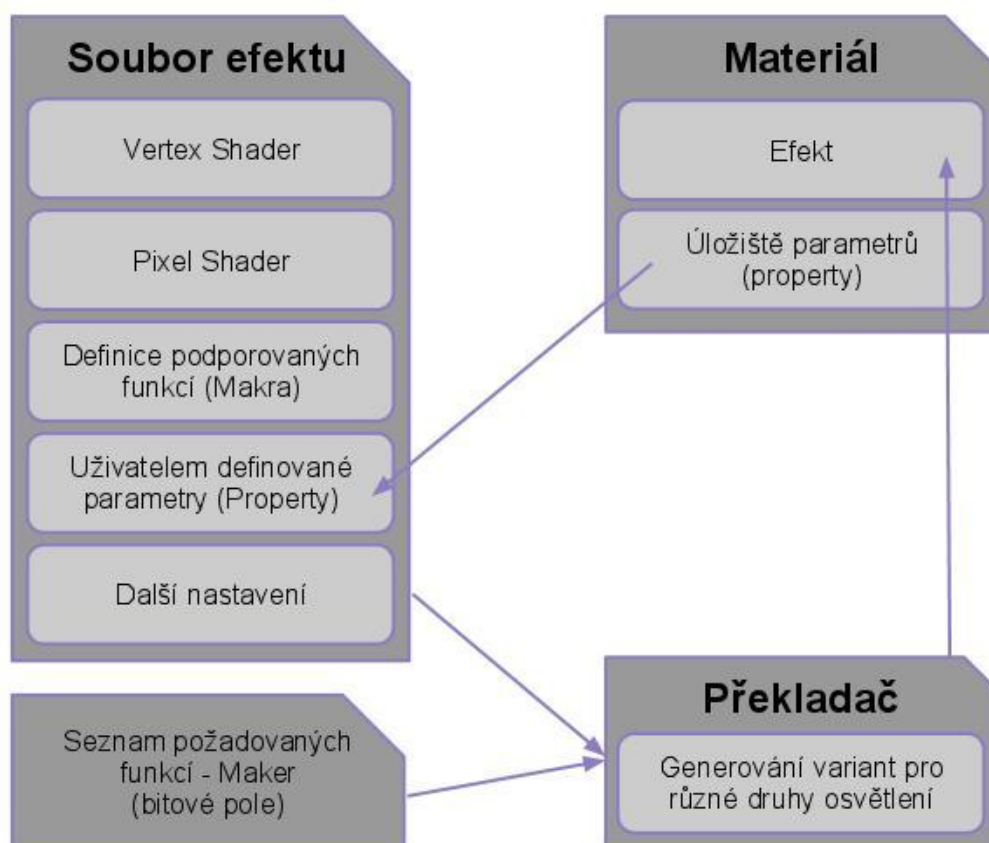 Soubor efektu
Vertex Shader
Pixel Shader
Definice podporovaných
funkcí (Makra)
Uživatelem definované
parametry (Property)
Další nastavení
Seznam požadovaných
funkcí - Maker
(bitové pole)
Materiál
Efekt
Úložiště parametrů
(property)
Překladač
Generování variant pro
různé druhy osvětlení